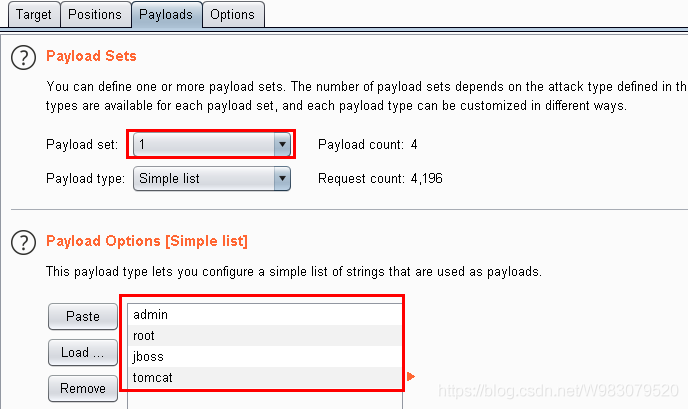 Target Positions Payloads Options
? Payload Sets
You can define one or more payload sets. The number of payload sets depends on the attack type defined in th
types are available for each payload set, and each payload type can be customized in different ways.
Payload set: 1 Payload count: 4
Payload type: Simple list Request count: 4,196
? Payload Options [Simple list]
This payload type lets you configure a simple list of strings that are used as payloads.
Paste admin
root
Load ... jboss
Remove tomcat
https://blog.csdn.net/W983079520